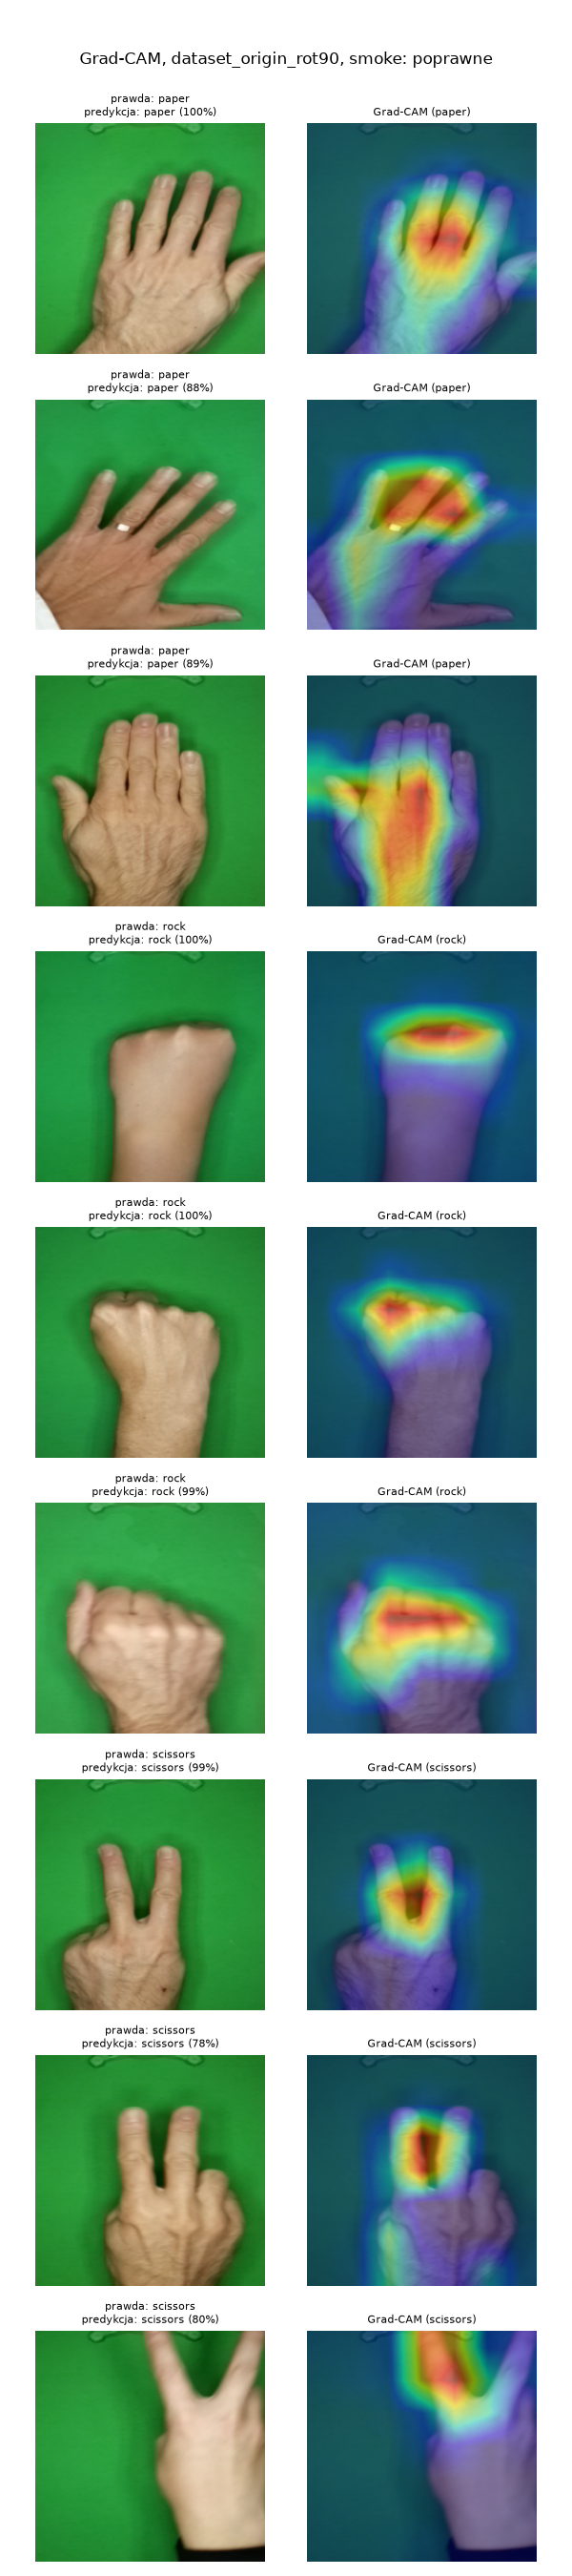 Grad-CAM, dataset_origin_rot90, smoke: poprawne
prawda: paper
predykcja: paper (100%)
Grad-CAM (paper)
prawda: paper
predykcja: paper (88%)
Grad-CAM (paper)
prawda: paper
predykcja: paper (89%)
Grad-CAM (paper)
prawda: rock
predykcja: rock (100%)
Grad-CAM (rock)
prawda: rock
predykcja: rock (100%)
Grad-CAM (rock)
prawda: rock
predykcja: rock (99%)
Grad-CAM (rock)
prawda: scissors
predykcja: scissors (99%)
Grad-CAM (scissors)
prawda: scissors
predykcja: scissors (78%)
Grad-CAM (scissors)
prawda: scissors
predykcja: scissors (80%)
Grad-CAM (scissors)